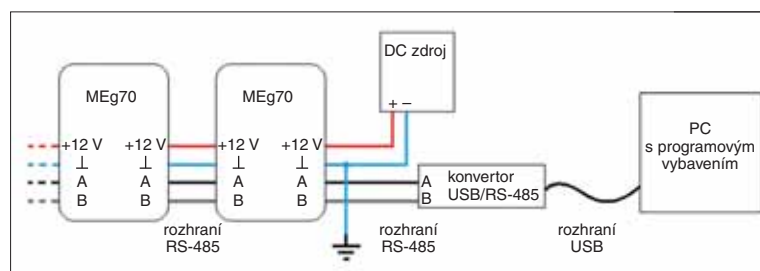 DC zdroj
+ −
MEg70
MEg70
PC
s programovým
vybavením
+12 V +12 V +12 V +12 V
⊥ ⊥ ⊥ ⊥
A A A A A
B B B B B
konvertor
USB/RS-485
rozhraní
RS-485
rozhraní
RS-485
rozhraní
USB